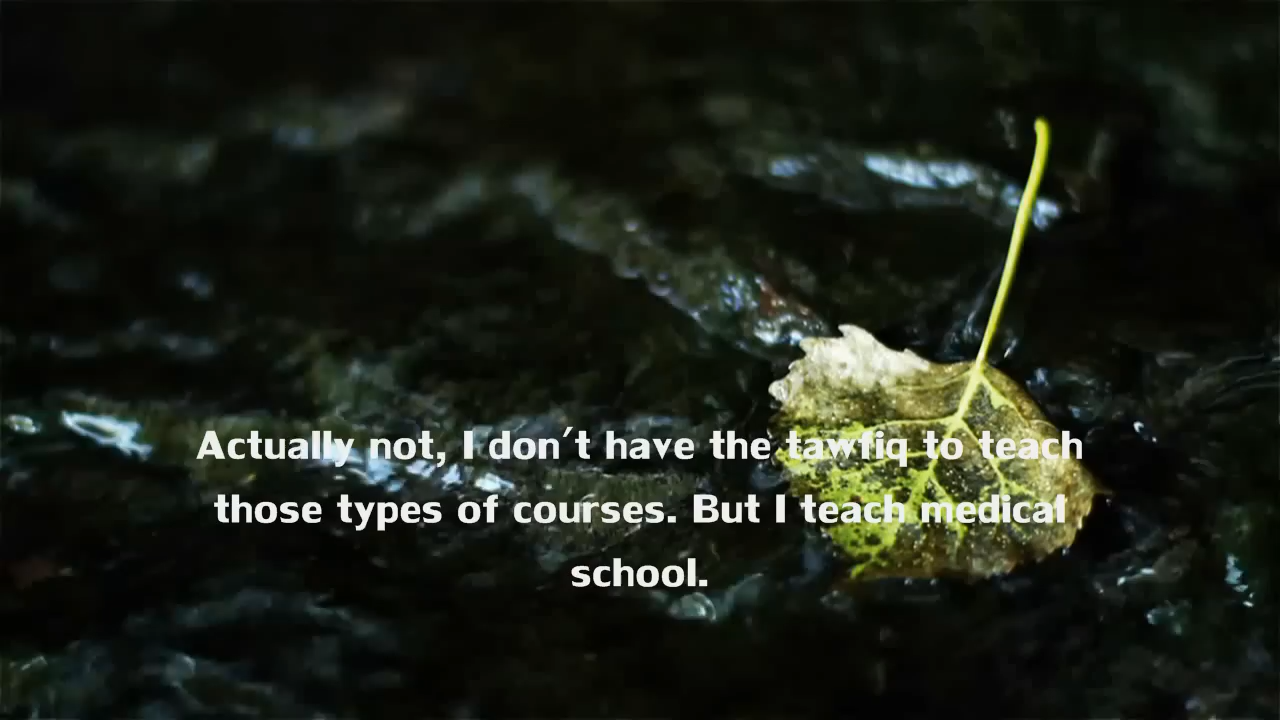 Actually not, I don´t have the tawfiq to teach
those types of courses. But I teach medical
school.